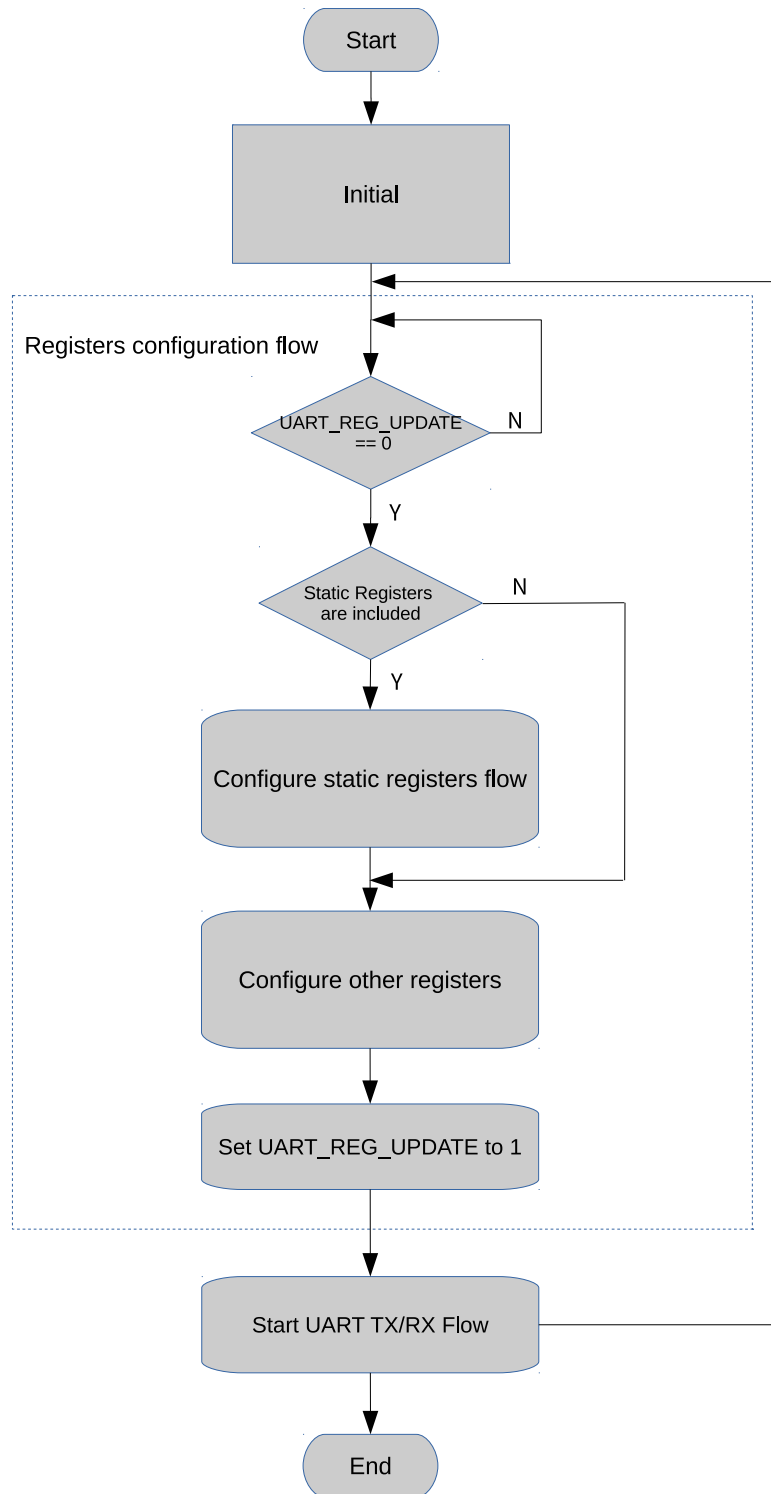 Start
Initial
Registers configuration flow
UART_REG_UPDATE
== 0
N
Y
Static Registers
are included
N
Y
Configure static registers flow
Configure other registers
Set UART_REG_UPDATE to 1
Start UART TX/RX Flow
End